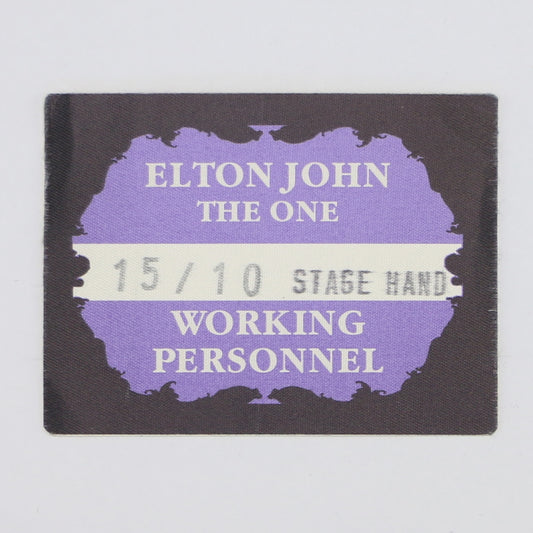 ELTON JOHN
THE ONE
15/10 STAGE HAND
WORKING
PERSONNEL